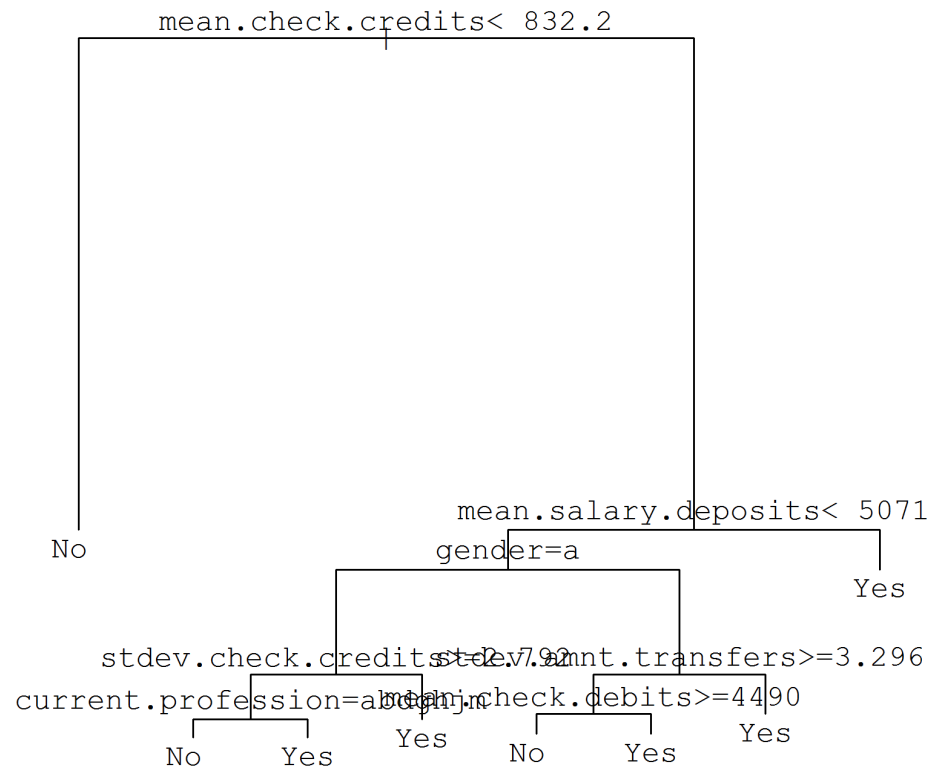 mean.check.credits< 832.2
mean.salary.deposits< 5071
No
gender=a
Yes
stdev.check.credits>=2.792
stdev.amnt.transfers>=3.296
current.profession=abdghjm
mean.check.debits>=4490
No
Yes
Yes
No
Yes
Yes